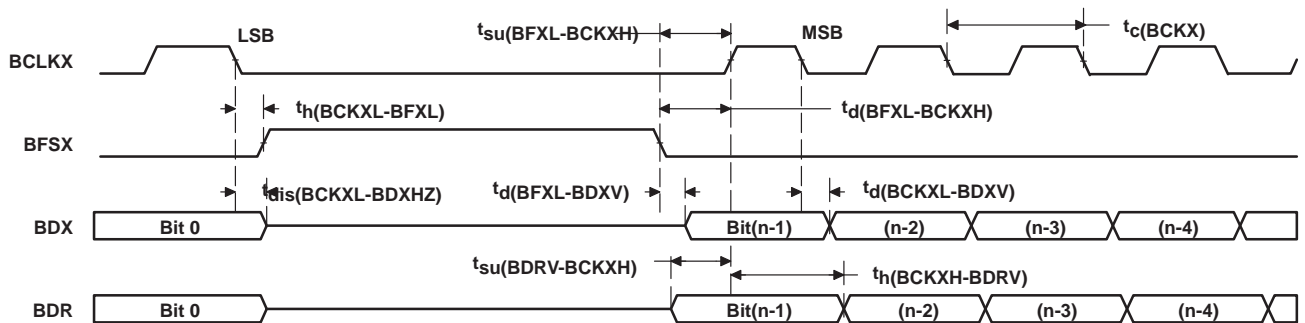 LSB
tsu(BFXL-BCKXH)
MSB
tc(BCKX)
BCLKX
th(BCKXL-BFXL)
td(BFXL-BCKXH)
BFSX
tdis(BCKXL-BDXHZ)
td(BFXL-BDXV)
td(BCKXL-BDXV)
BDX
Bit 0
Bit(n-1)
(n-2)
(n-3)
(n-4)
tsu(BDRV-BCKXH)
th(BCKXH-BDRV)
BDR
Bit 0
Bit(n-1)
(n-2)
(n-3)
(n-4)